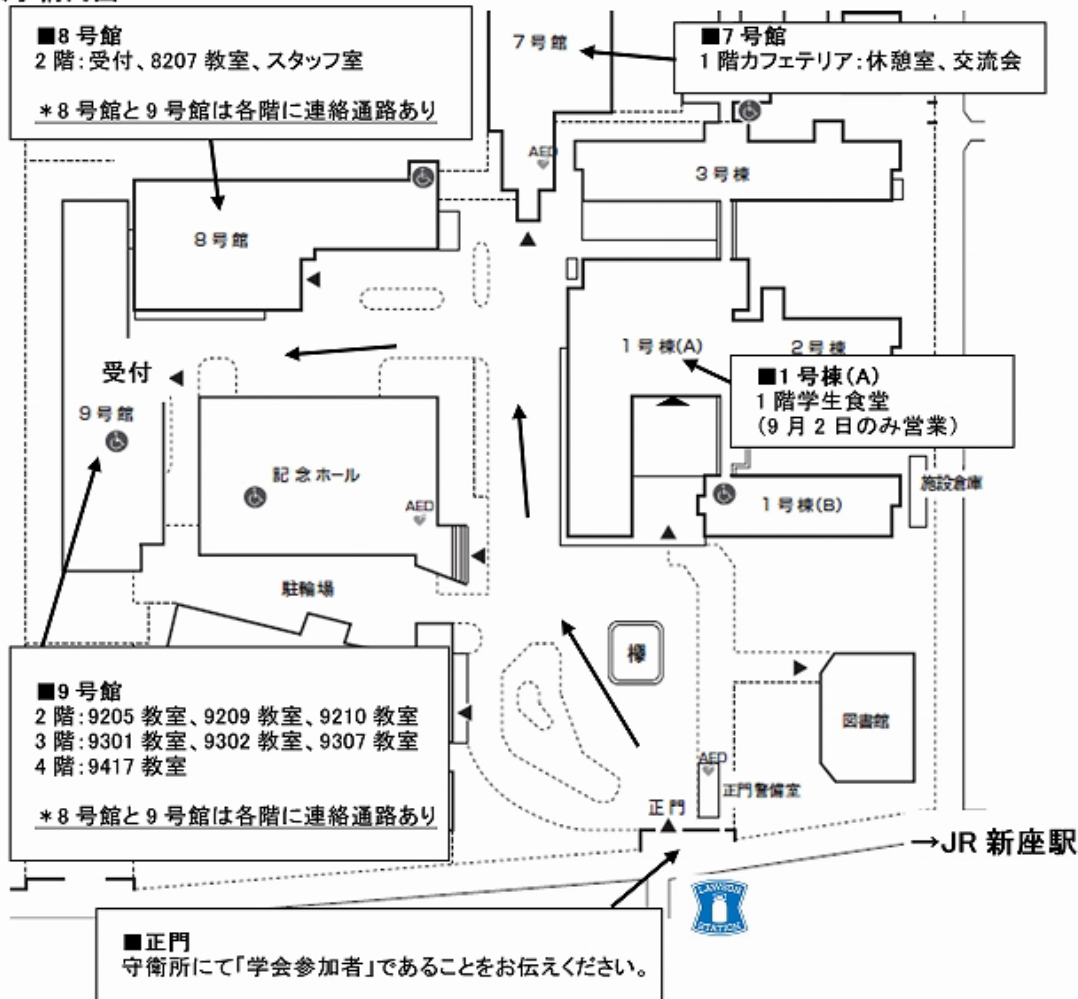 ■8号館
2階:受付、8207教室、スタッフ室
*8号館と9号館は各階に連絡通路あり
7号館
■7号館
1階カフェテリア:休憩室、交流会
AED
3号棟
8号館
1号棟(A)
2号棟
受付
■1号棟(A)
1階学生食堂
(9月2日のみ営業)
9号館
記念ホール
AED
施設倉庫
1号棟(B)
駐輪場
欅
■9号館
2階:9205教室、9209教室、9210教室
3階:9301教室、9302教室、9307教室
4階:9417教室
*8号館と9号館は各階に連絡通路あり
図書館
AED
正門警備室
正門
→JR新座駅
LAWSON
STATION
■正門
守衛所にて「学会参加者」であることをお伝えください。